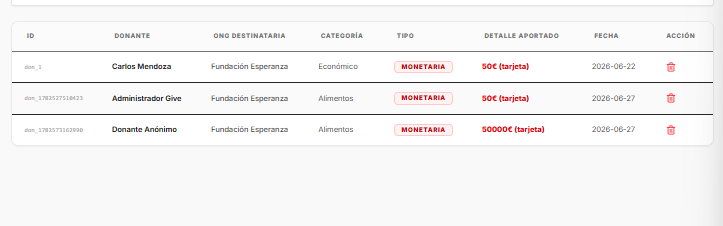 ID DONANTE ONG DESTINATARIA CATEGORÍA TIPO DETALLE APORTADO FECHA ACCIÓN
don_1 Carlos Mendoza Fundación Esperanza Económico MONETARIA 50€ (tarjeta) 2026-06-22
don_1782527510423 Administrador Give Fundación Esperanza Alimentos MONETARIA 50€ (tarjeta) 2026-06-27
don_1782573162990 Donante Anónimo Fundación Esperanza Alimentos MONETARIA 50000€ (tarjeta) 2026-06-27